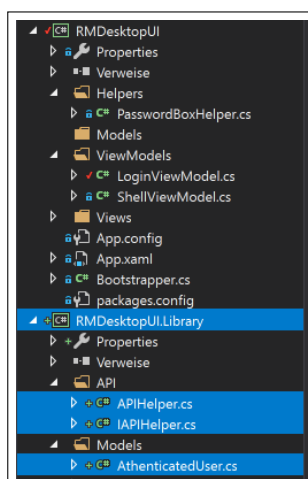 RMDesktopUI
Properties
Verweise
Helpers
PasswordBoxHelper.cs
Models
ViewModels
LoginViewModel.cs
ShellViewModel.cs
Views
App.config
App.xaml
Bootstrapper.cs
packages.config
RMDesktopUI.Library
Properties
Verweise
API
APIHelper.cs
IAPIHelper.cs
Models
AthenticatedUser.cs